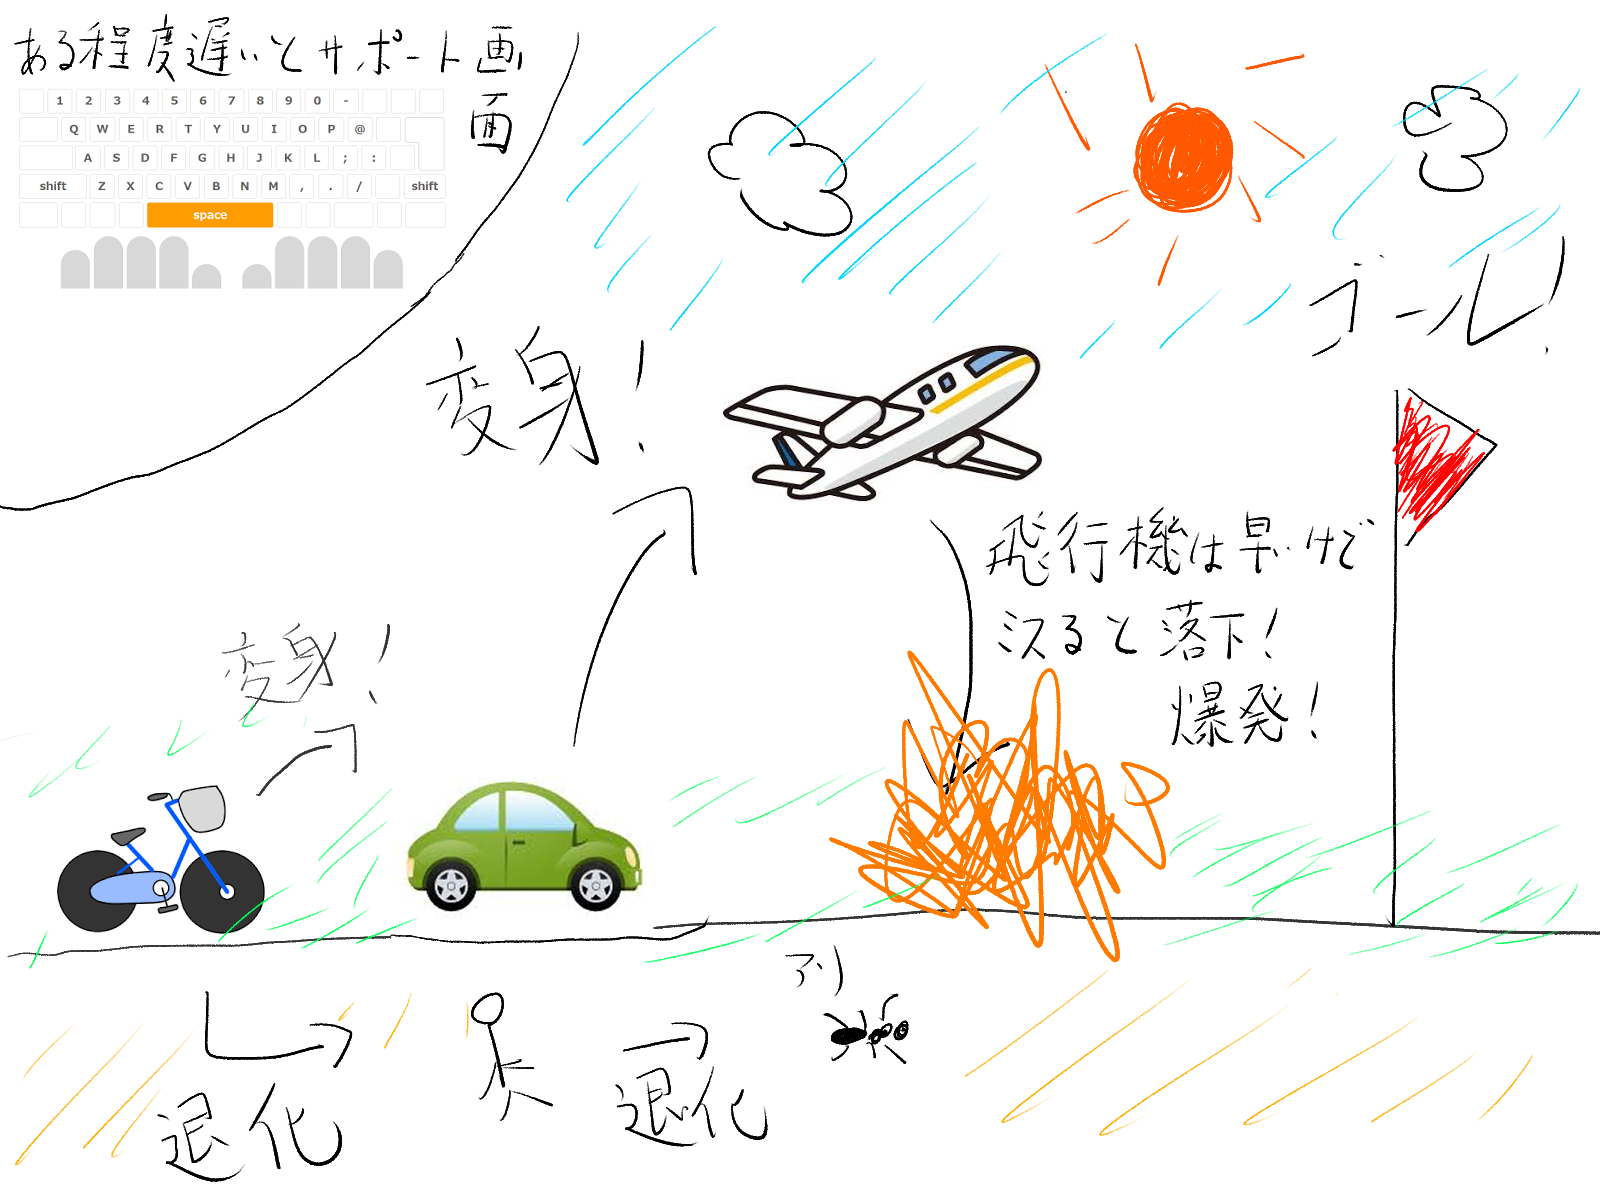 ある程度遅いとサポート画
面
1 2 3 4 5 6 7 8 9 0 -
Q W E R T Y U I O P @
A S D F G H J K L ; :
shift Z X C V B N M , . / shift
space
ゴール!
変身!
飛行機は早いけど
ミスると落下!
爆発!
変身!
アリ
退化
退化